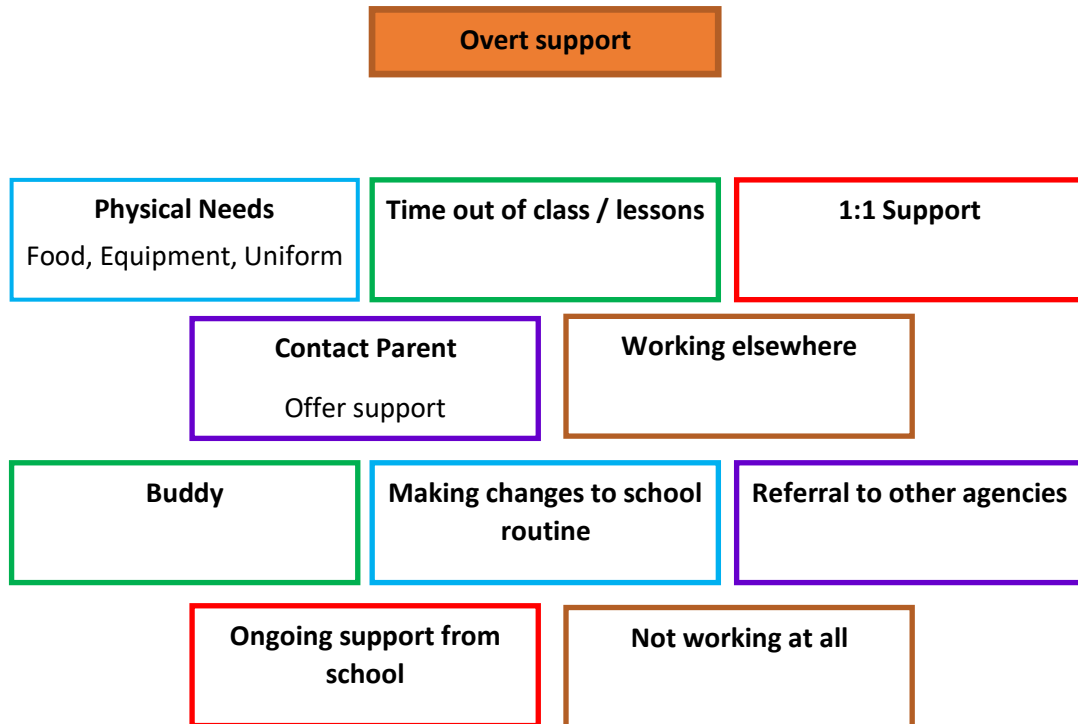 Overt support
Physical Needs
Food, Equipment, Uniform
Time out of class / lessons
1:1 Support
Contact Parent
Offer support
Working elsewhere
Buddy
Making changes to school
routine
Referral to other agencies
Ongoing support from
school
Not working at all